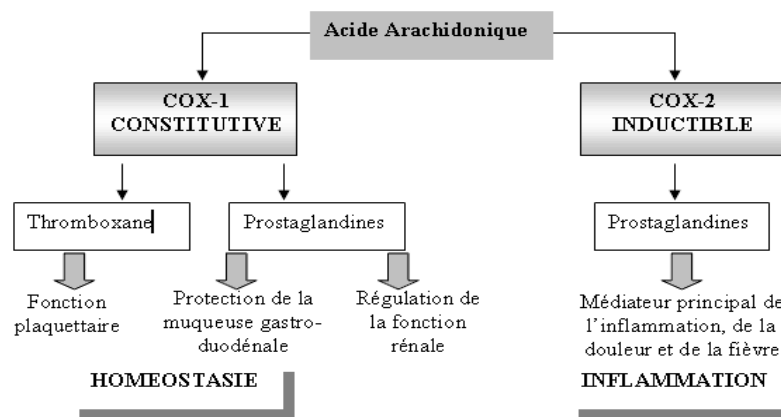 Acide Arachidonique
COX-1
CONSTITUTIVE
COX-2
INDUCTIBLE
Thromboxane
Prostaglandines
Prostaglandines
Fonction
plaquettaire
Protection de la
muqueuse gastro-
duodénale
Régulation de
la fonction
rénale
Médiateur principal de
l'inflammation, de la
douleur et de la fièvre
HOMEOSTASIE
INFLAMMATION